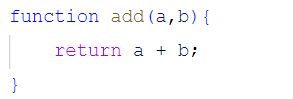 function add(a,b){
    return a + b;
}